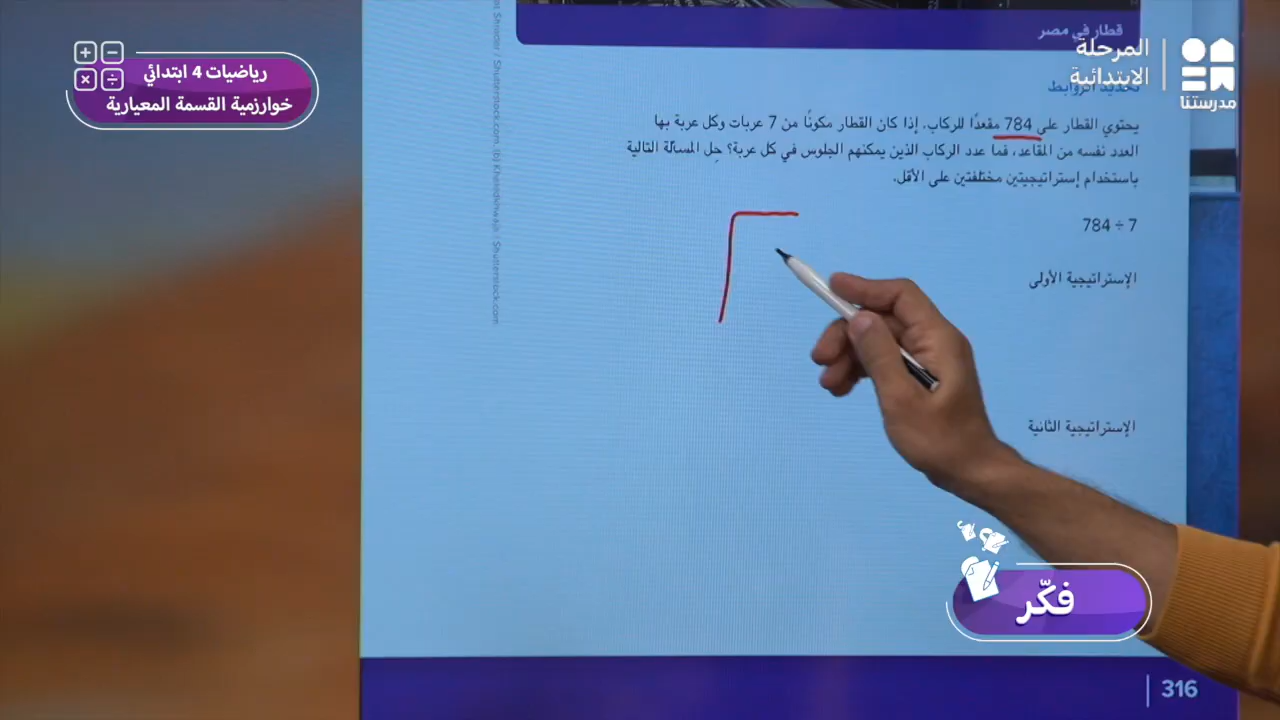 رياضيات 4 ابتدائي
خوارزمية القسمة المعيارية
المرحلة
الابتدائية
مدرستنا
قطار في مصر
تحديد الروابط
يحتوي القطار على 784 مقعدًا للركاب. إذا كان القطار مكونًا من 7 عربات وكل عربة بها
العدد نفسه من المقاعد، فما عدد الركاب الذين يمكنهم الجلوس في كل عربة؟ حِل المسألة التالية
باستخدام إستراتيجيتين مختلفتين على الأقل.
784 ÷ 7
الإستراتيجية الأولى
الإستراتيجية الثانية
فكّر
316